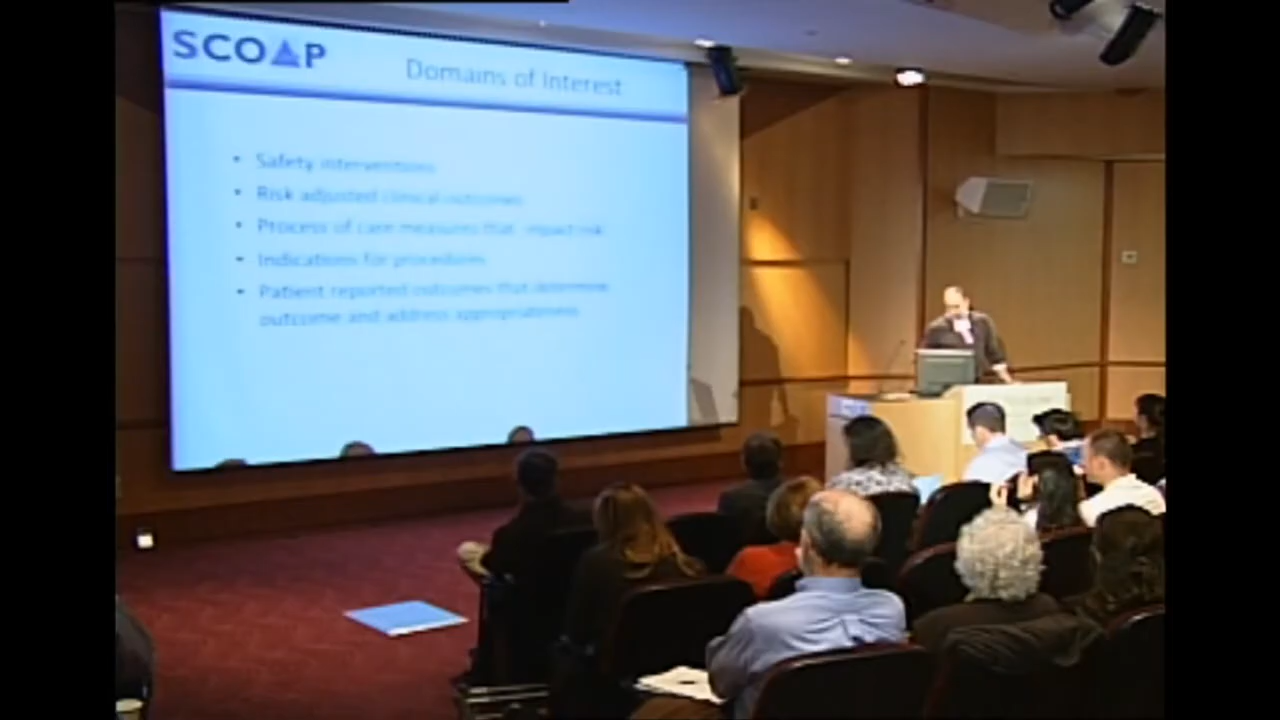 SCOAP
Domains of Interest
• Safety interventions
• Risk adjusted clinical outcomes
• Process of care measures that impact risk
• Indications for procedures
• Patient reported outcomes that determine
outcome and address appropriateness